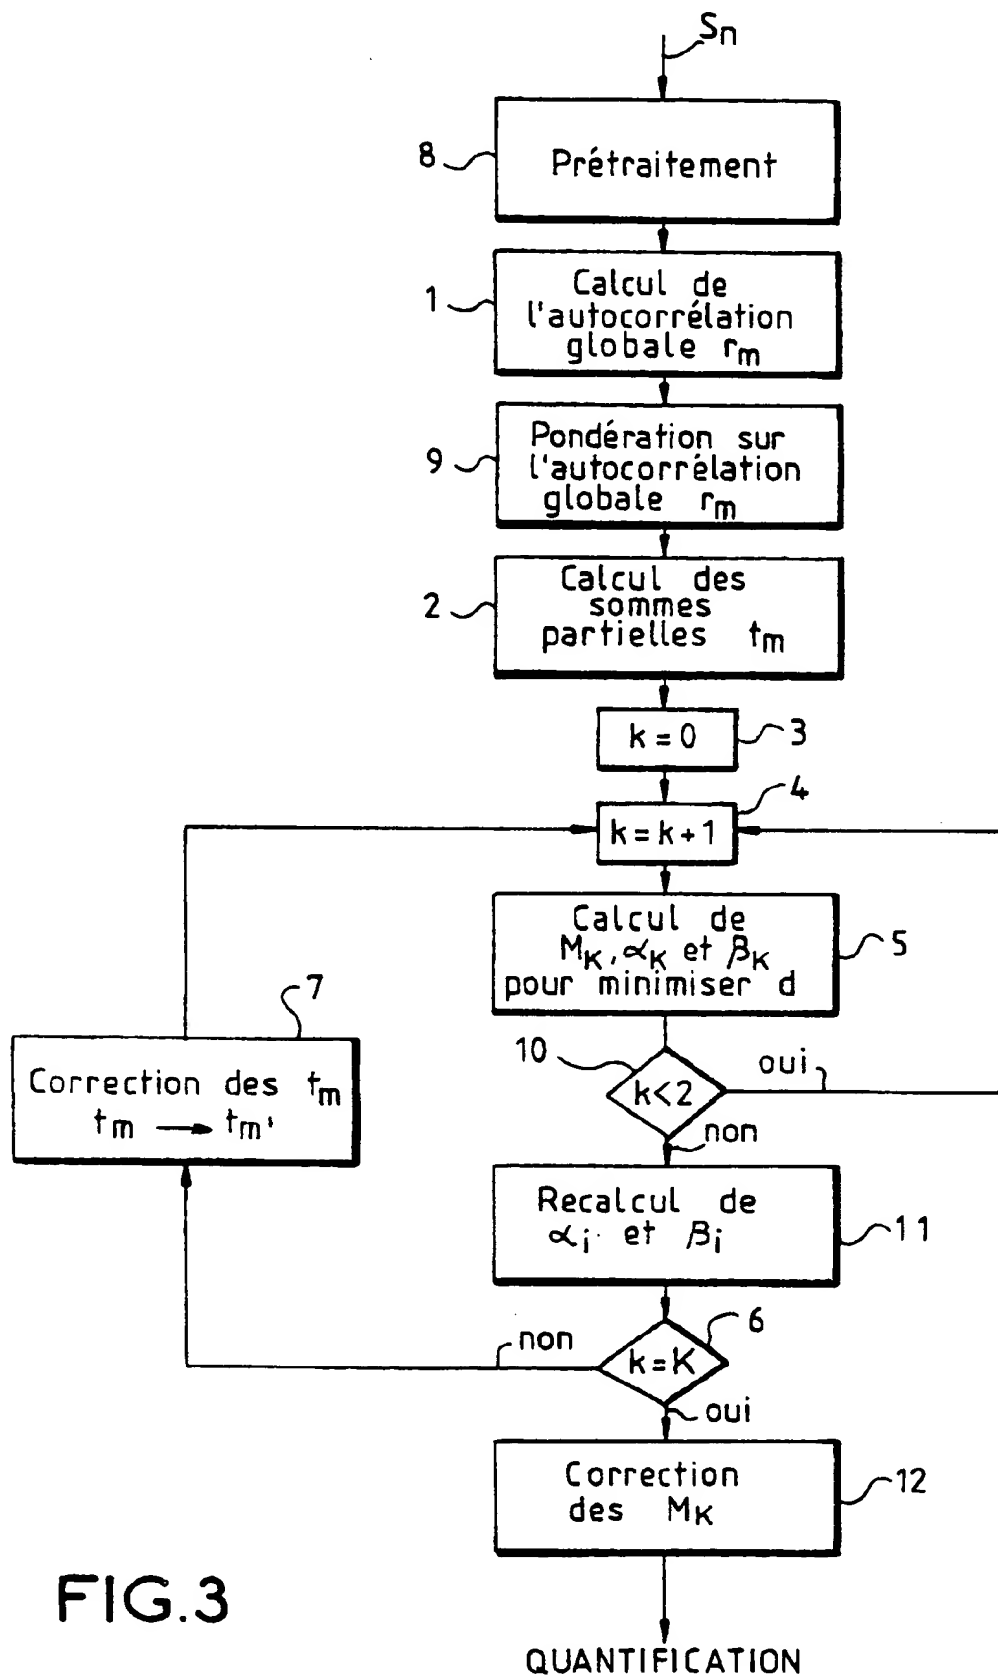 Sn
8
Prétraitement
1
Calcul de
l'autocorrélation
globale rm
9
Pondération sur
l'autocorrélation
globale rm
2
Calcul des
sommes
partielles tm
k = 0
3
4
k = k + 1
Calcul de
MK, αK et βK
pour minimiser d
5
7
Correction des tm
tm → tm'
10
k<2
oui
non
Recalcul de
αi et βi
11
6
non
k = K
oui
Correction
des MK
12
FIG.3
QUANTIFICATION